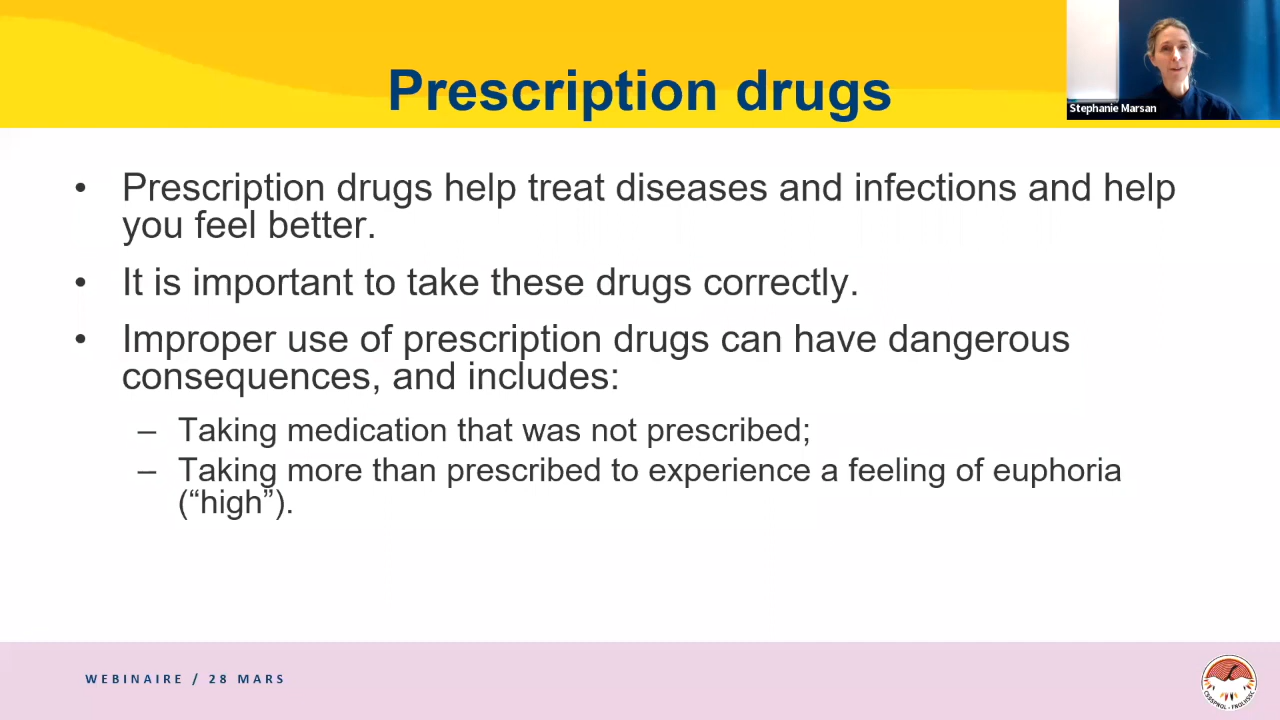 Prescription drugs
Stephanie Marsan
• Prescription drugs help treat diseases and infections and help
you feel better.
• It is important to take these drugs correctly.
• Improper use of prescription drugs can have dangerous
consequences, and includes:
– Taking medication that was not prescribed;
– Taking more than prescribed to experience a feeling of euphoria
(“high”).
WEBINAIRE / 28 MARS
CSSSPNQL - FNQLHSSC